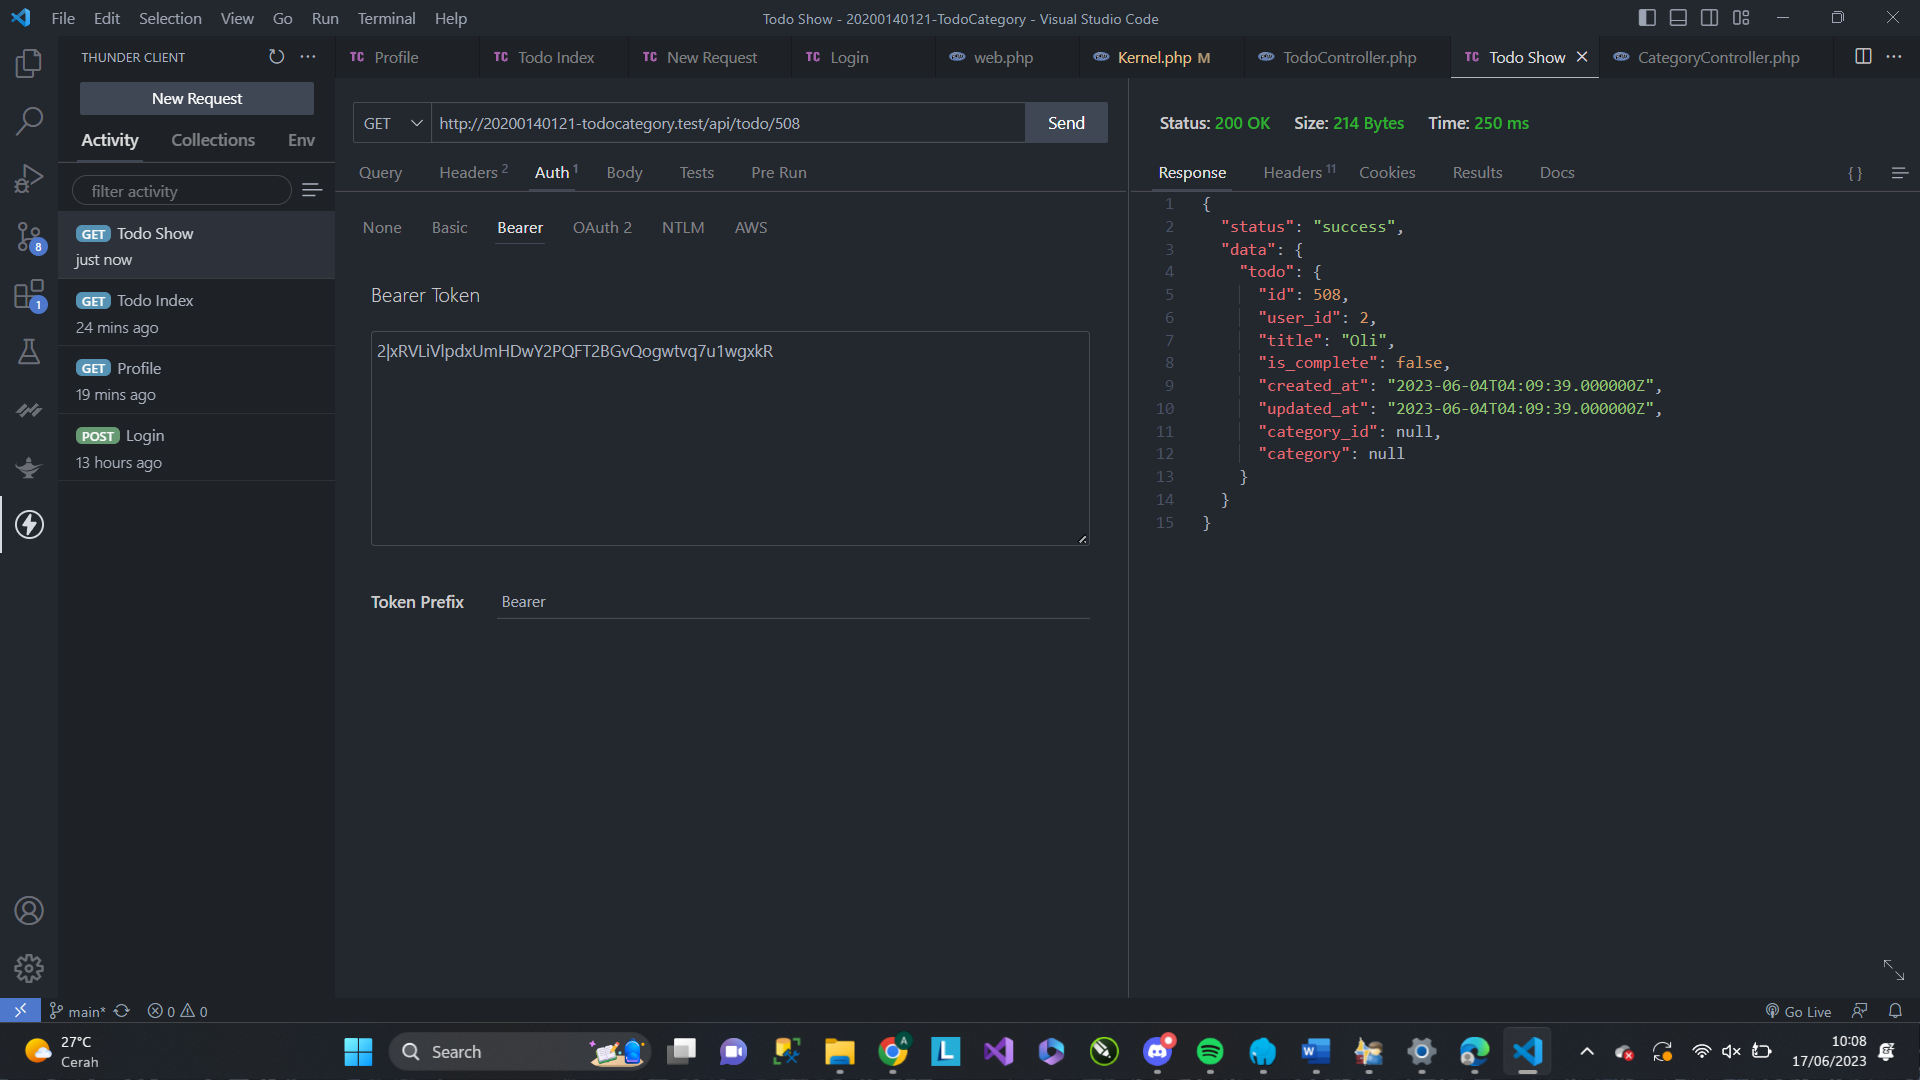 File Edit Selection View Go Run Terminal Help
Todo Show - 20200140121-TodoCategory - Visual Studio Code
THUNDER CLIENT
New Request
Activity Collections Env
filter activity
GET Todo Show
just now
GET Todo Index
24 mins ago
GET Profile
19 mins ago
POST Login
13 hours ago
8
1
TC Profile
TC Todo Index
TC New Request
TC Login
web.php
Kernel.php M
TodoController.php
TC Todo Show
CategoryController.php
GET
http://20200140121-todocategory.test/api/todo/508
Send
Query Headers 2 Auth 1 Body Tests Pre Run
None Basic Bearer OAuth 2 NTLM AWS
Bearer Token
2|xRVLiVlpdxUmHDwY2PQFT2BGvQogwtvq7u1wgxkR
Token Prefix Bearer
Status: 200 OK Size: 214 Bytes Time: 250 ms
Response Headers 11 Cookies Results Docs
{ }
1 {
2 "status": "success",
3 "data": {
4 "todo": {
5 "id": 508,
6 "user_id": 2,
7 "title": "Oli",
8 "is_complete": false,
9 "created_at": "2023-06-04T04:09:39.000000Z",
10 "updated_at": "2023-06-04T04:09:39.000000Z",
11 "category_id": null,
12 "category": null
13 }
14 }
15 }
main* 0 0
Go Live
27°C
Cerah
Search
A
L
10:08
17/06/2023